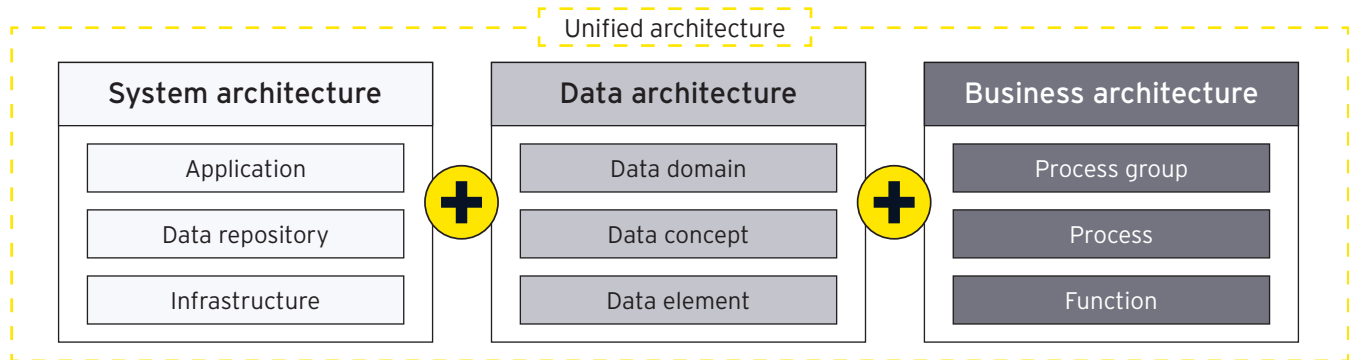 Unified architecture
System architecture
Application
Data repository
Infrastructure
Data architecture
Data domain
Data concept
Data element
Business architecture
Process group
Process
Function